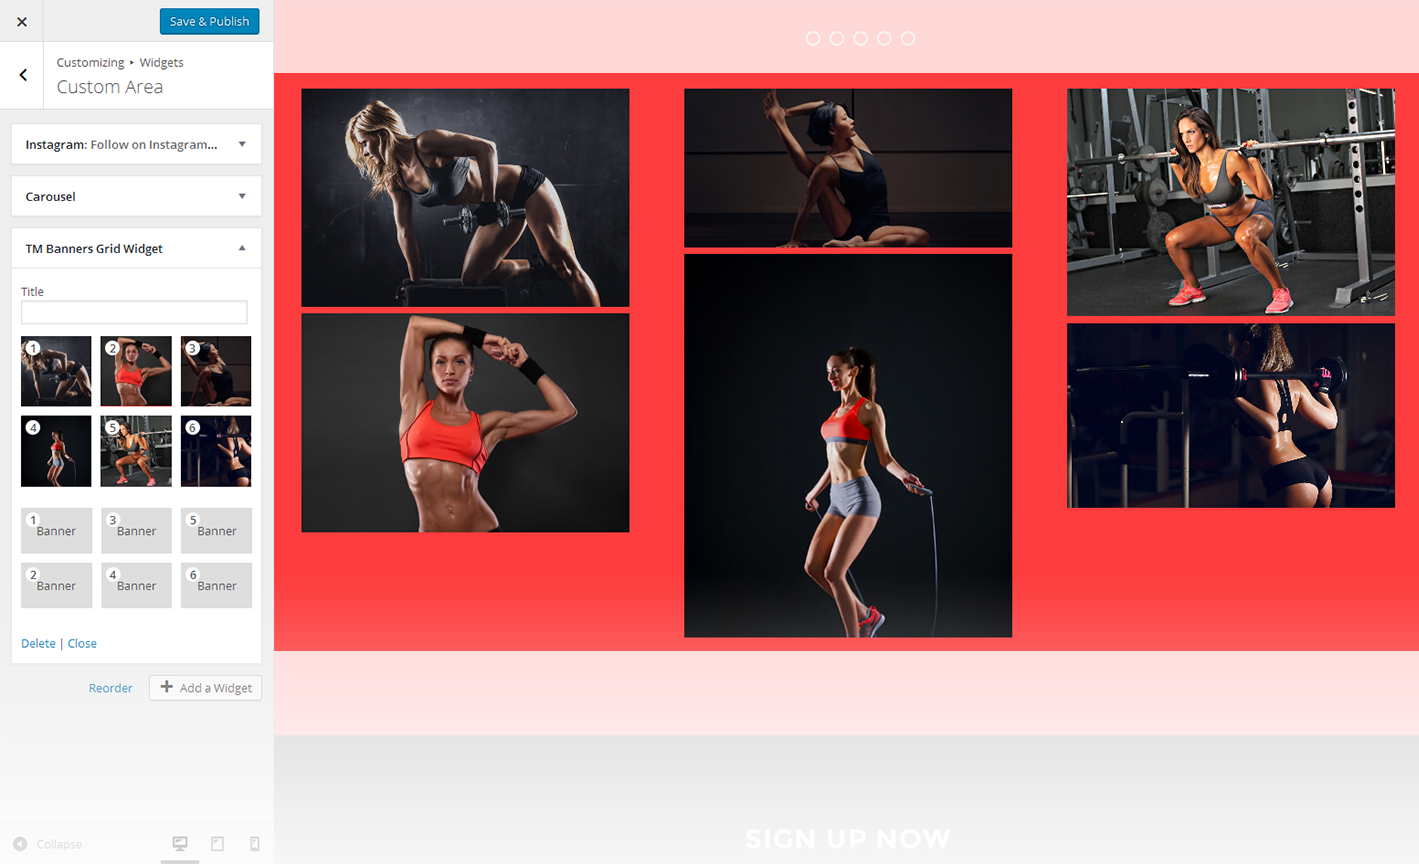 Save & Publish
Customizing ▸ Widgets
Custom Area
Instagram: Follow on Instagram...
Carousel
TM Banners Grid Widget
Title
1 2 3
4 5 6
1 Banner 3 Banner 5 Banner
2 Banner 4 Banner 6 Banner
Delete | Close
Reorder + Add a Widget
Collapse
SIGN UP NOW